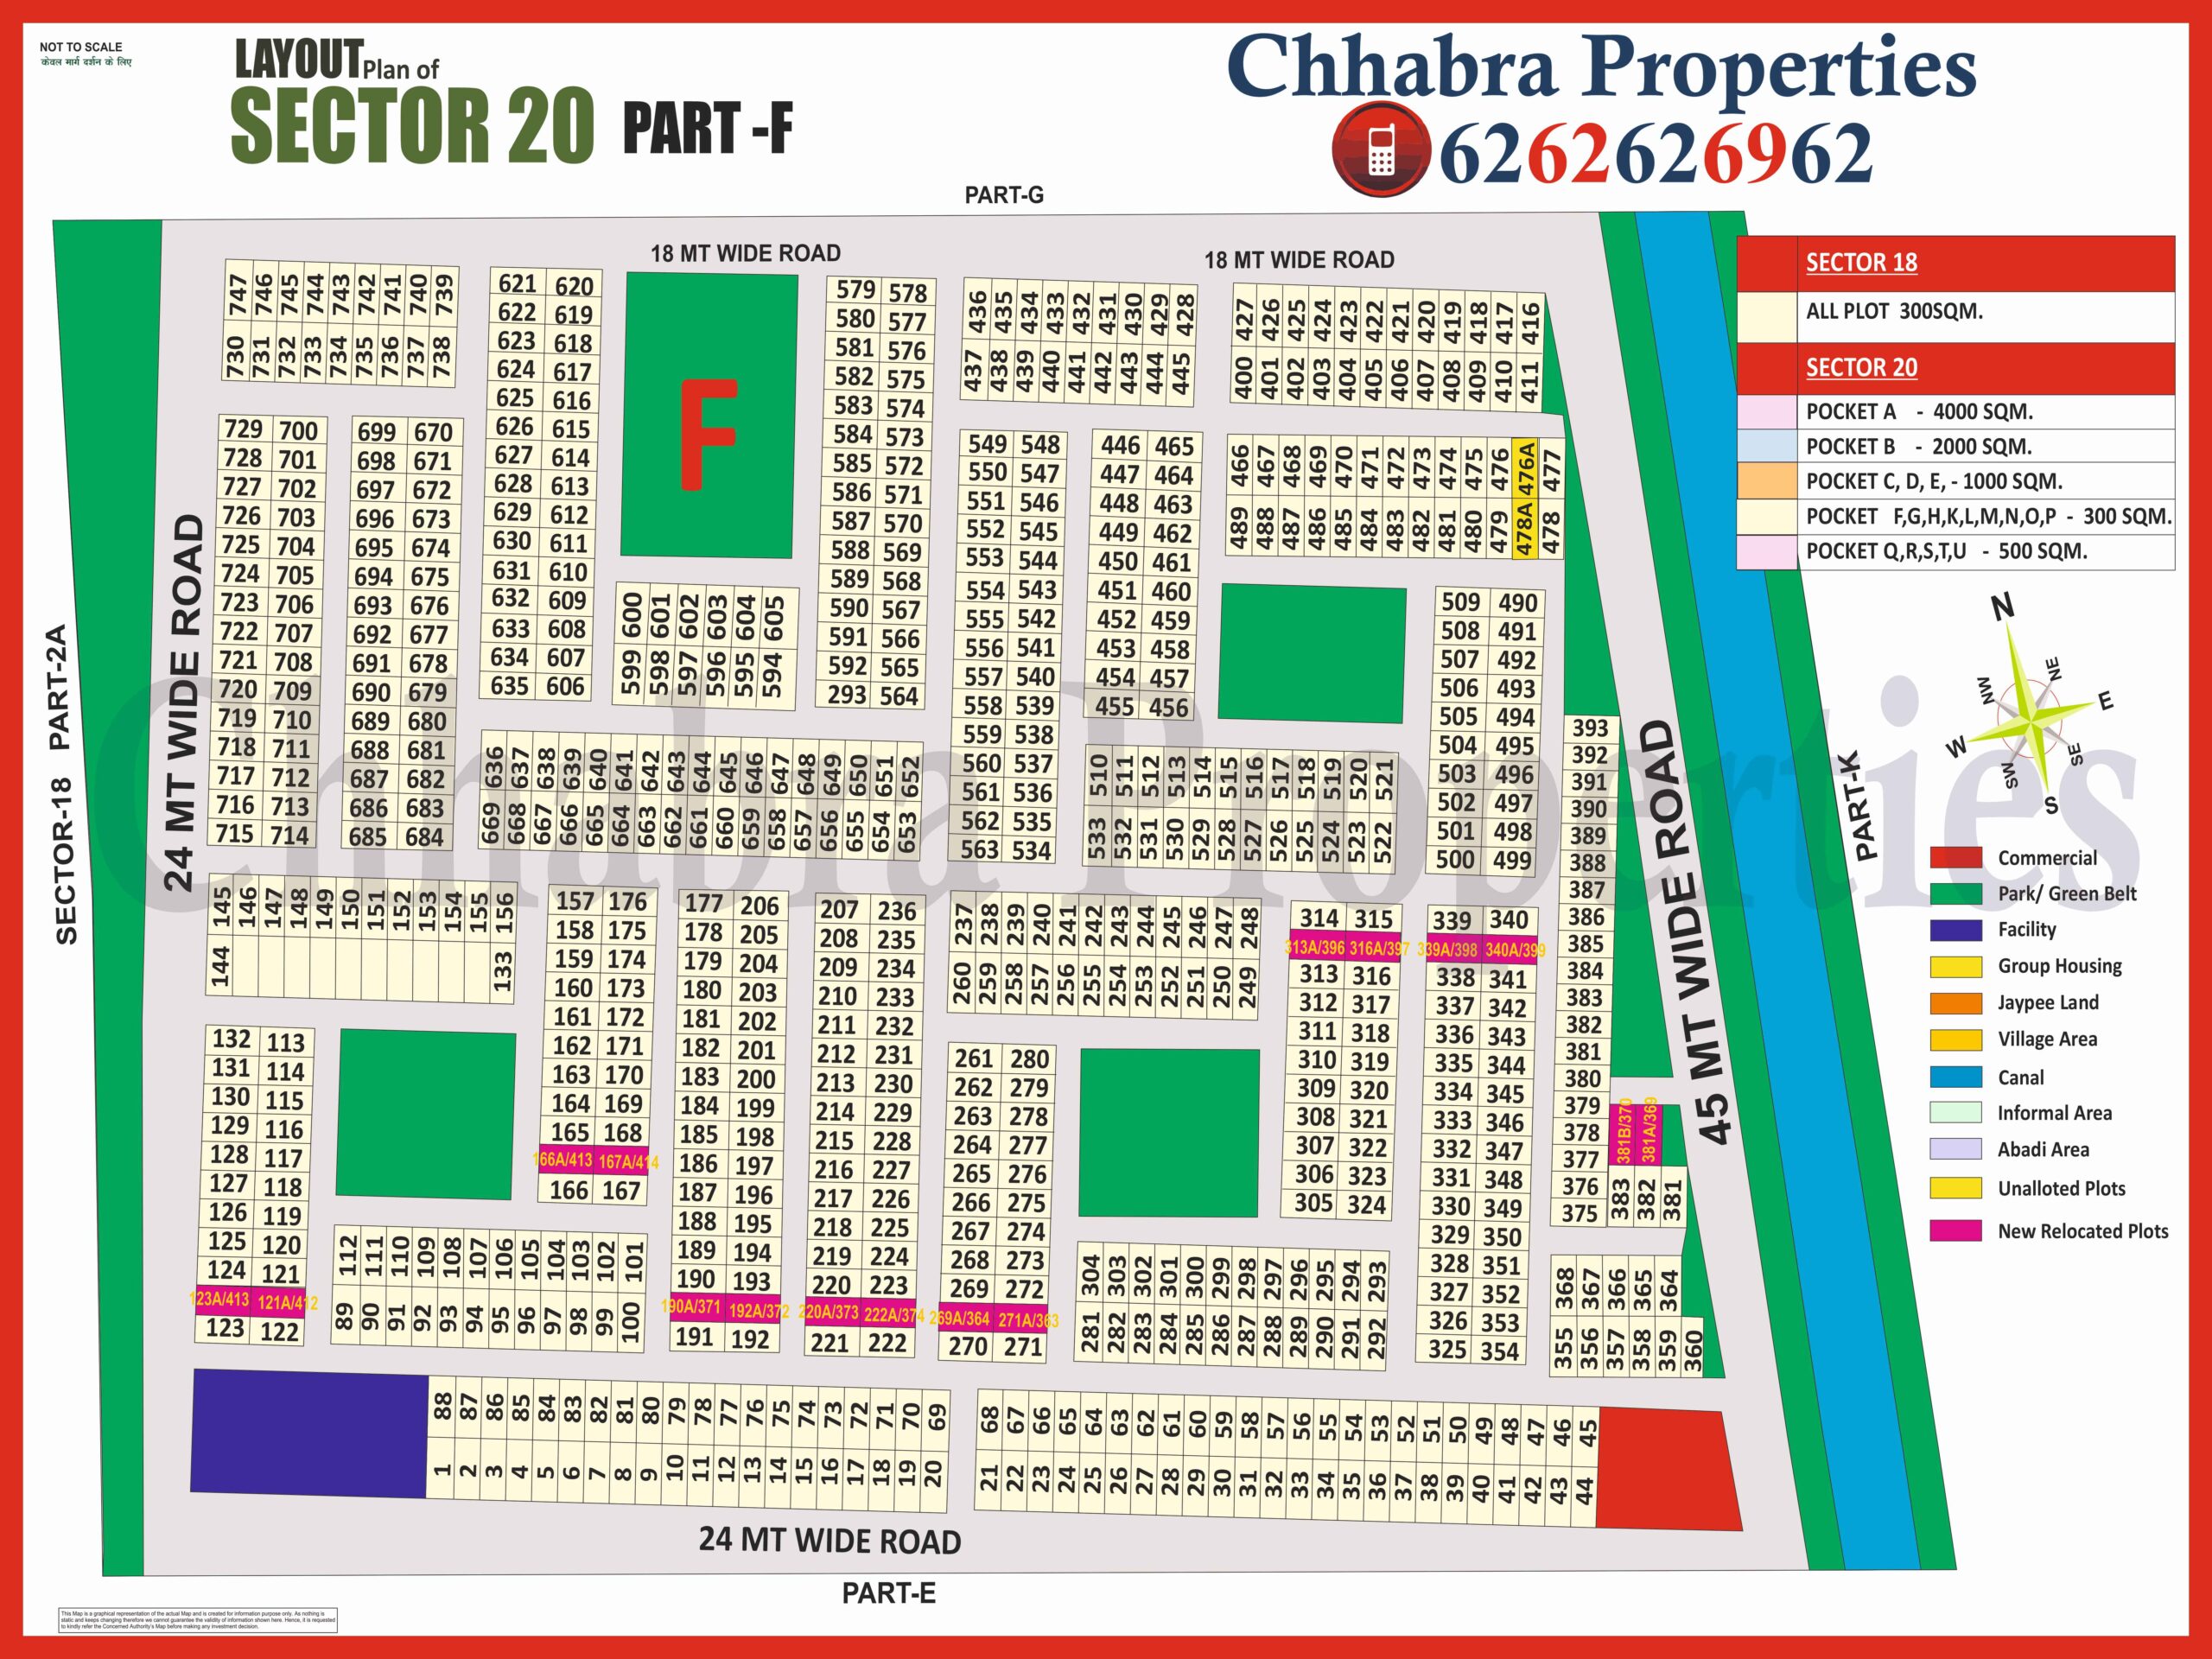 NOT TO SCALE
केवल मार्ग दर्शन के लिए
LAYOUT Plan of
SECTOR 20 PART -F
Chhabra Properties
6262626962
PART-G
18 MT WIDE ROAD
18 MT WIDE ROAD
SECTOR 18
ALL PLOT 300SQM.
SECTOR 20
POCKET A - 4000 SQM.
POCKET B - 2000 SQM.
POCKET C, D, E, - 1000 SQM.
POCKET F,G,H,K,L,M,N,O,P - 300 SQM.
POCKET Q,R,S,T,U - 500 SQM.
N
NE
E
SE
S
SW
W
NW
Commercial
Park/ Green Belt
Facility
Group Housing
Jaypee Land
Village Area
Canal
Informal Area
Abadi Area
Unalloted Plots
New Relocated Plots
SECTOR-18 PART-2A
24 MT WIDE ROAD
45 MT WIDE ROAD
PART-K
F
Chhabra Properties
747 746 745 744 743 742 741 740 739
730 731 732 733 734 735 736 737 738
621 620
622 619
623 618
624 617
625 616
626 615
627 614
628 613
629 612
630 611
631 610
632 609
633 608
634 607
635 606
579 578
580 577
581 576
582 575
583 574
584 573
585 572
586 571
587 570
588 569
589 568
590 567
591 566
592 565
293 564
436 435 434 433 432 431 430 429 428
437 438 439 440 441 442 443 444 445
427 426 425 424 423 422 421 420 419 418 417 416
400 401 402 403 404 405 406 407 408 409 410 411
729 700
728 701
727 702
726 703
725 704
724 705
723 706
722 707
721 708
720 709
719 710
718 711
717 712
716 713
715 714
699 670
698 671
697 672
696 673
695 674
694 675
693 676
692 677
691 678
690 679
689 680
688 681
687 682
686 683
685 684
600 601 602 603 604 605
599 598 597 596 595 594
549 548
550 547
551 546
552 545
553 544
554 543
555 542
556 541
557 540
558 539
559 538
560 537
561 536
562 535
563 534
446 465
447 464
448 463
449 462
450 461
451 460
452 459
453 458
454 457
455 456
466 467 468 469 470 471 472 473 474 475 476 476A 477
489 488 487 486 485 484 483 482 481 480 479 478A 478
509 490
508 491
507 492
506 493
505 494
504 495
503 496
502 497
501 498
500 499
636 637 638 639 640 641 642 643 644 645 646 647 648 649 650 651 652
669 668 667 666 665 664 663 662 661 660 659 658 657 656 655 654 653
510 511 512 513 514 515 516 517 518 519 520 521
533 532 531 530 529 528 527 526 525 524 523 522
393
392
391
390
389
388
387
386
385
384
383
382
381
380
379
378
377
376
375
381B/370 381A/369
383 382 381
145 146 147 148 149 150 151 152 153 154 155 156
144 133
157 176
158 175
159 174
160 173
161 172
162 171
163 170
164 169
165 168
166A/413 167A/414
166 167
177 206
178 205
179 204
180 203
181 202
182 201
183 200
184 199
185 198
186 197
187 196
188 195
189 194
190 193
190A/371 192A/372
191 192
207 236
208 235
209 234
210 233
211 232
212 231
213 230
214 229
215 228
216 227
217 226
218 225
219 224
220 223
220A/373 222A/374
221 222
237 238 239 240 241 242 243 244 245 246 247 248
260 259 258 257 256 255 254 253 252 251 250 249
314 315
313A/396 316A/397
313 316
312 317
311 318
310 319
309 320
308 321
307 322
306 323
305 324
339 340
339A/398 340A/399
338 341
337 342
336 343
335 344
334 345
333 346
332 347
331 348
330 349
329 350
328 351
327 352
326 353
325 354
132 113
131 114
130 115
129 116
128 117
127 118
126 119
125 120
124 121
123A/413 121A/412
123 122
261 280
262 279
263 278
264 277
265 276
266 275
267 274
268 273
269 272
269A/364 271A/363
270 271
112 111 110 109 108 107 106 105 104 103 102 101
89 90 91 92 93 94 95 96 97 98 99 100
304 303 302 301 300 299 298 297 296 295 294 293
281 282 283 284 285 286 287 288 289 290 291 292
368 367 366 365 364
355 356 357 358 359 360
88 87 86 85 84 83 82 81 80 79 78 77 76 75 74 73 72 71 70 69
1 2 3 4 5 6 7 8 9 10 11 12 13 14 15 16 17 18 19 20
68 67 66 65 64 63 62 61 60 59 58 57 56 55 54 53 52 51 50 49 48 47 46 45
21 22 23 24 25 26 27 28 29 30 31 32 33 34 35 36 37 38 39 40 41 42 43 44
24 MT WIDE ROAD
PART-E
This Map is a graphical representation of the actual Map and is created for information purpose only. As nothing is
static and keeps changing therefore we cannot guarantee the validity of information shown here. Hence, it is requested
to kindly refer the Concerned Authority's Map before making any investment decision.